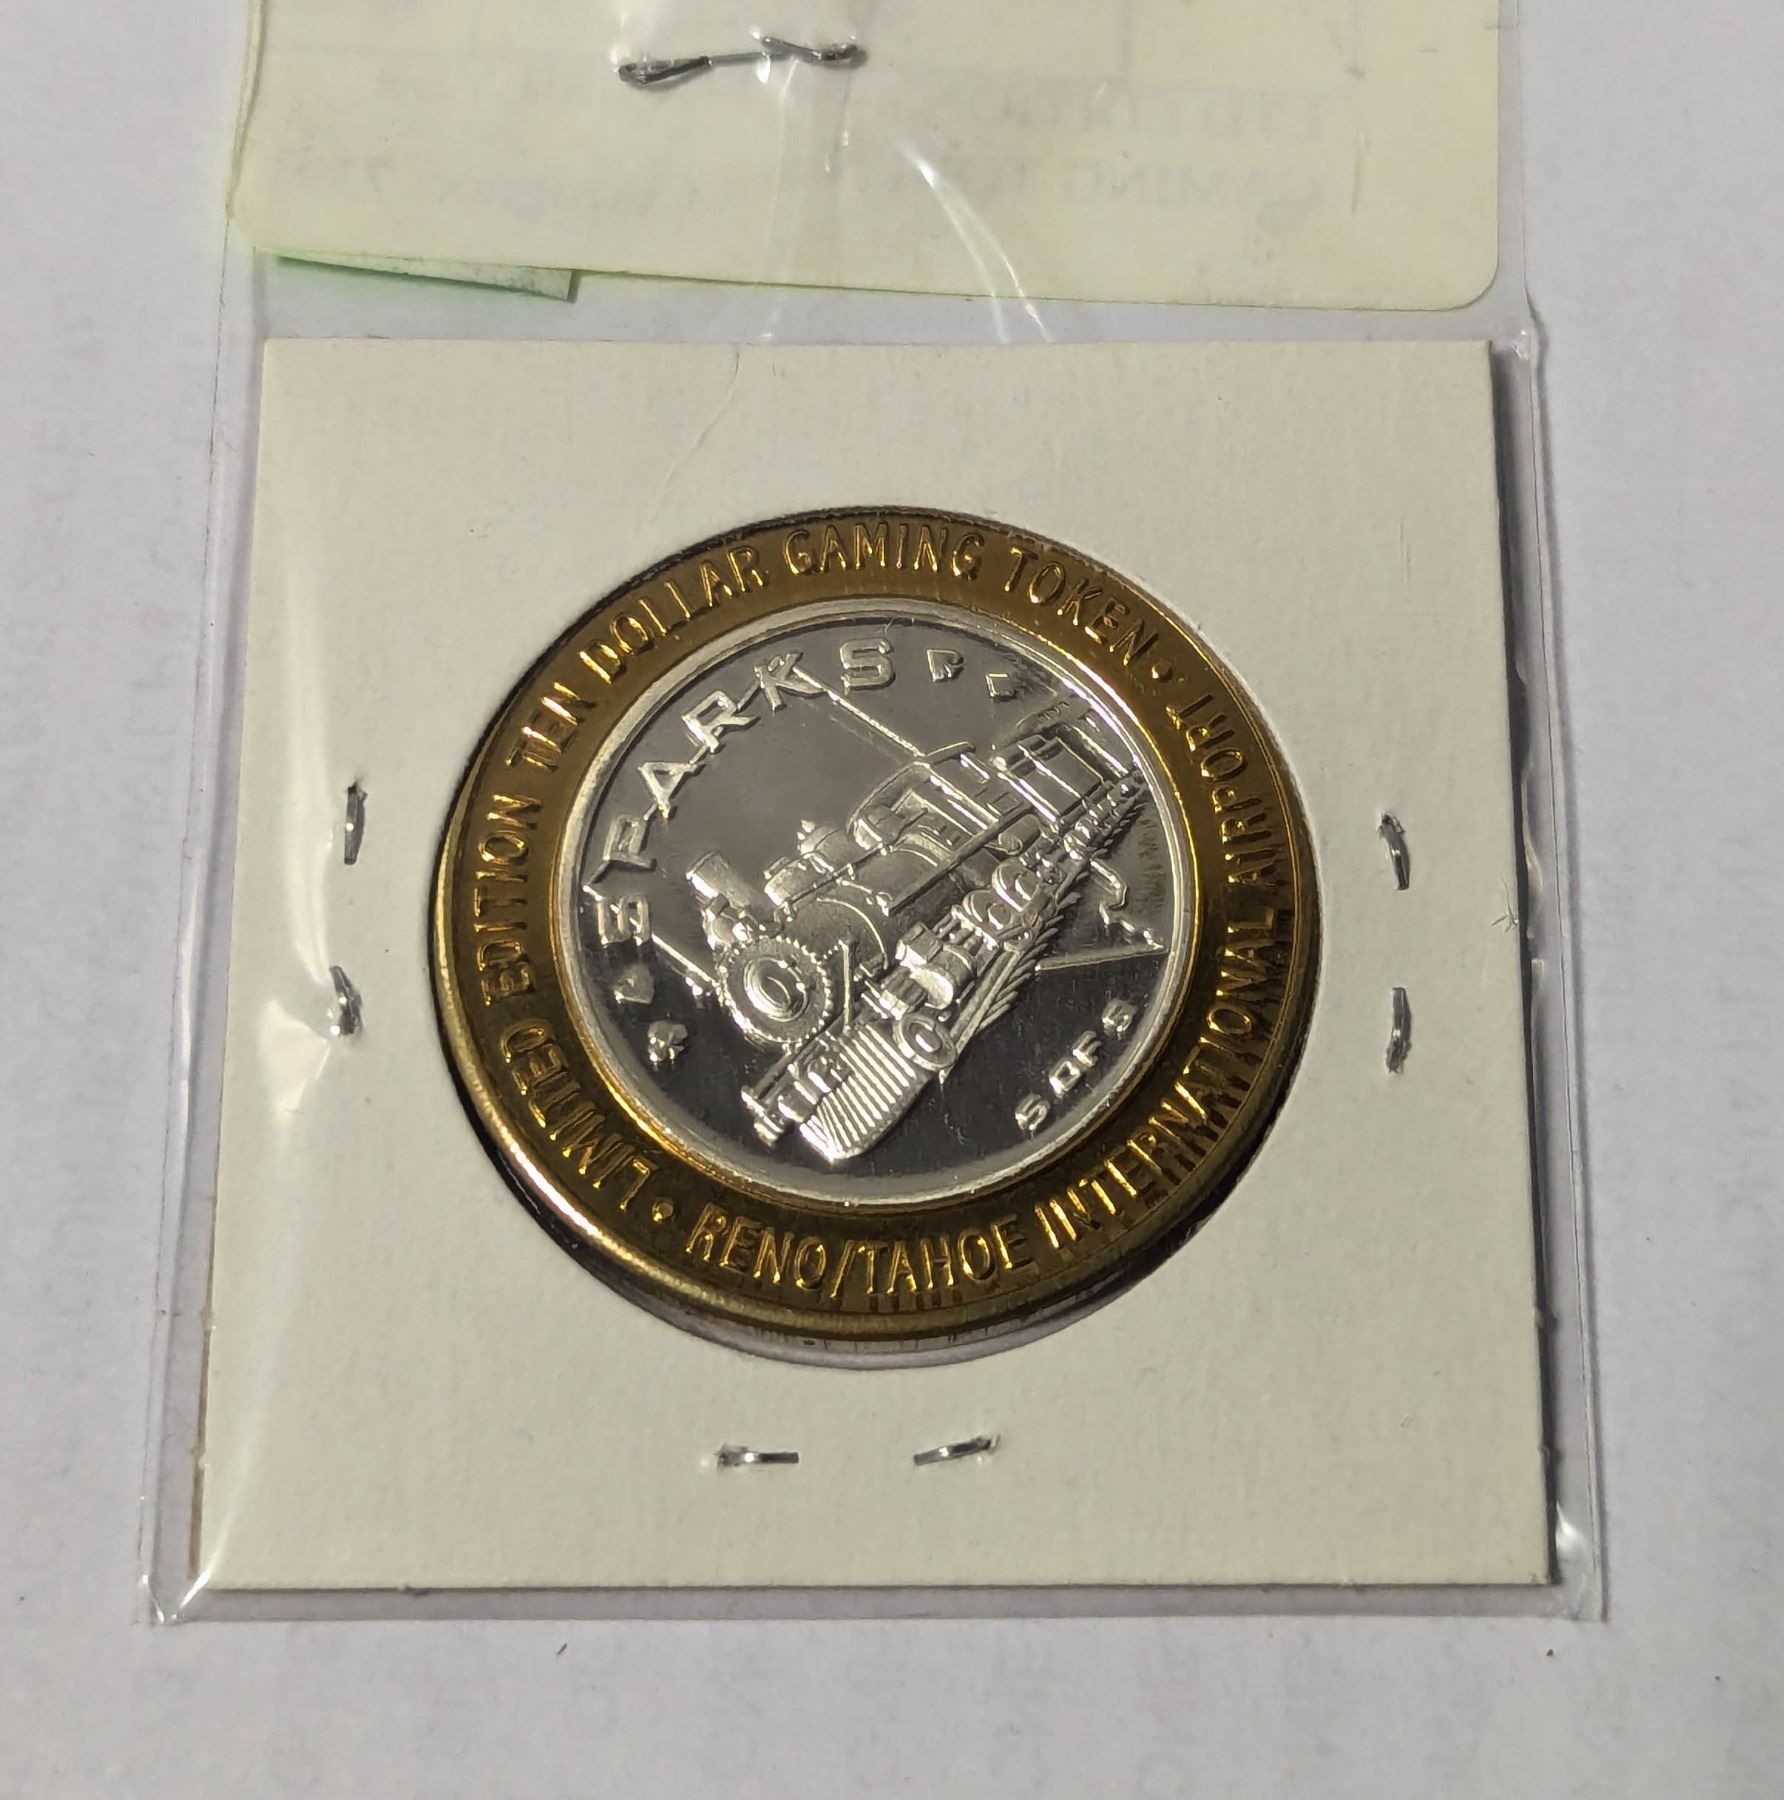 LIMITED EDITION TEN DOLLAR GAMING TOKEN •
RENO/TAHOE INTERNATIONAL AIRPORT •
SPARKS
5 OF 5